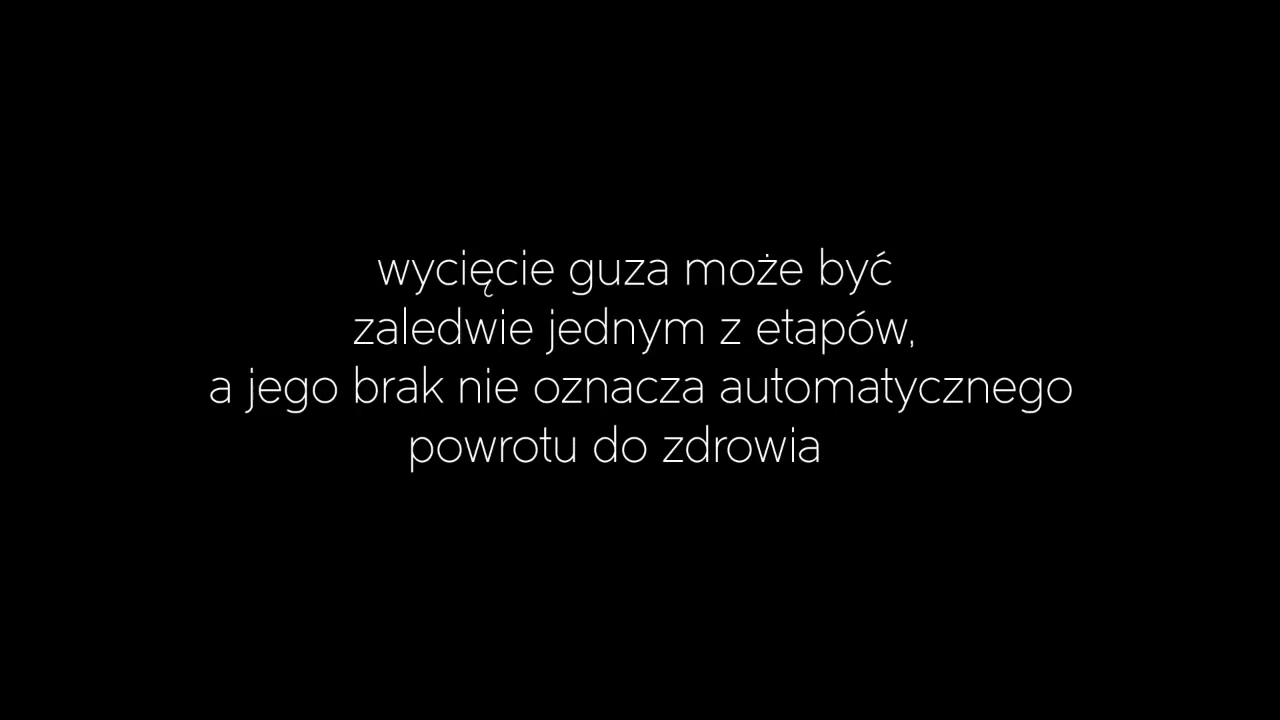 wycięcie guza może być
zaledwie jednym z etapów,
a jego brak nie oznacza automatycznego
powrotu do zdrowia